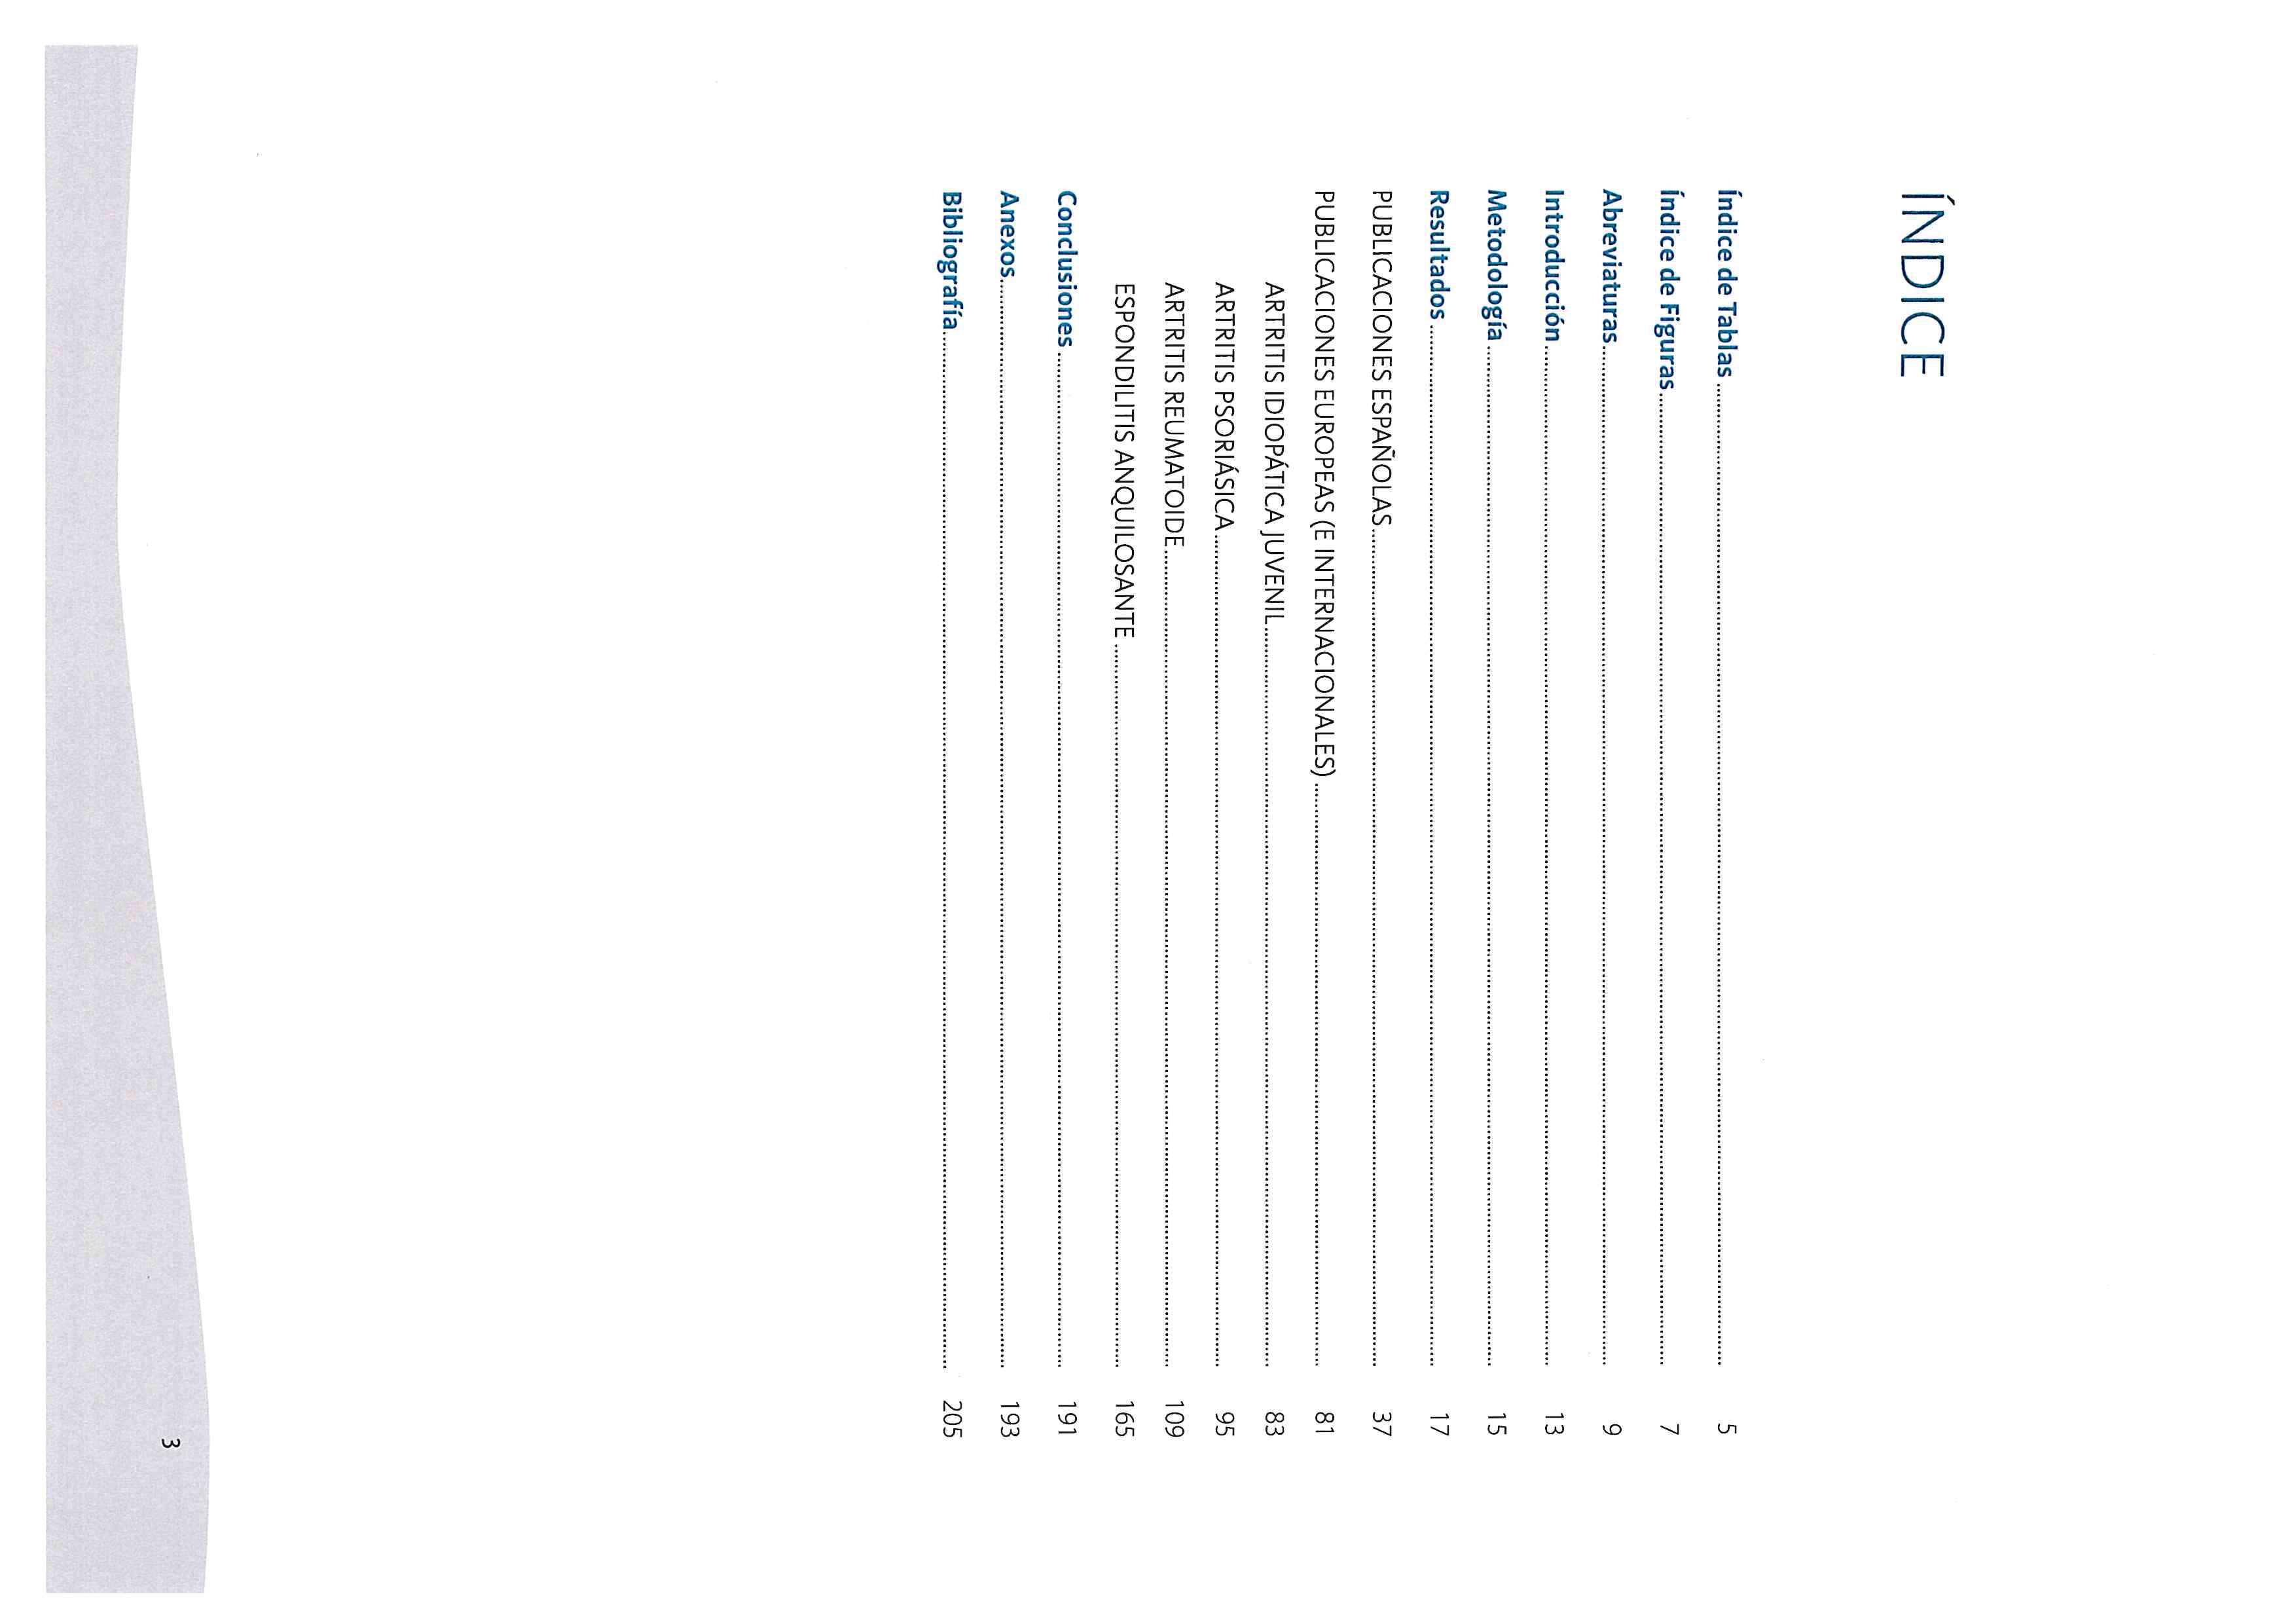 ÍNDICE
Índice de Tablas ........ 5
Índice de Figuras ........ 7
Abreviaturas ........ 9
Introducción ........ 13
Metodología ........ 15
Resultados ........ 17
PUBLICACIONES ESPAÑOLAS ........ 37
PUBLICACIONES EUROPEAS (E INTERNACIONALES) ........ 81
ARTRITIS IDIOPÁTICA JUVENIL ........ 83
ARTRITIS PSORIÁSICA ........ 95
ARTRITIS REUMATOIDE ........ 109
ESPONDILITIS ANQUILOSANTE ........ 165
Conclusiones ........ 191
Anexos ........ 193
Bibliografía ........ 205
3